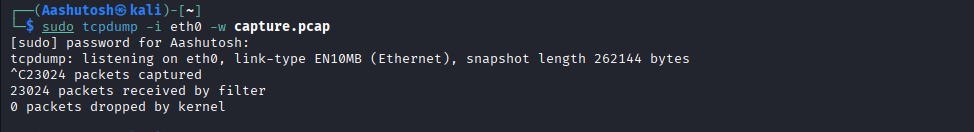 ┌──(Aashutosh㉿kali)-[~]
└─$ sudo tcpdump -i eth0 -w capture.pcap
[sudo] password for Aashutosh:
tcpdump: listening on eth0, link-type EN10MB (Ethernet), snapshot length 262144 bytes
^C23024 packets captured
23024 packets received by filter
0 packets dropped by kernel